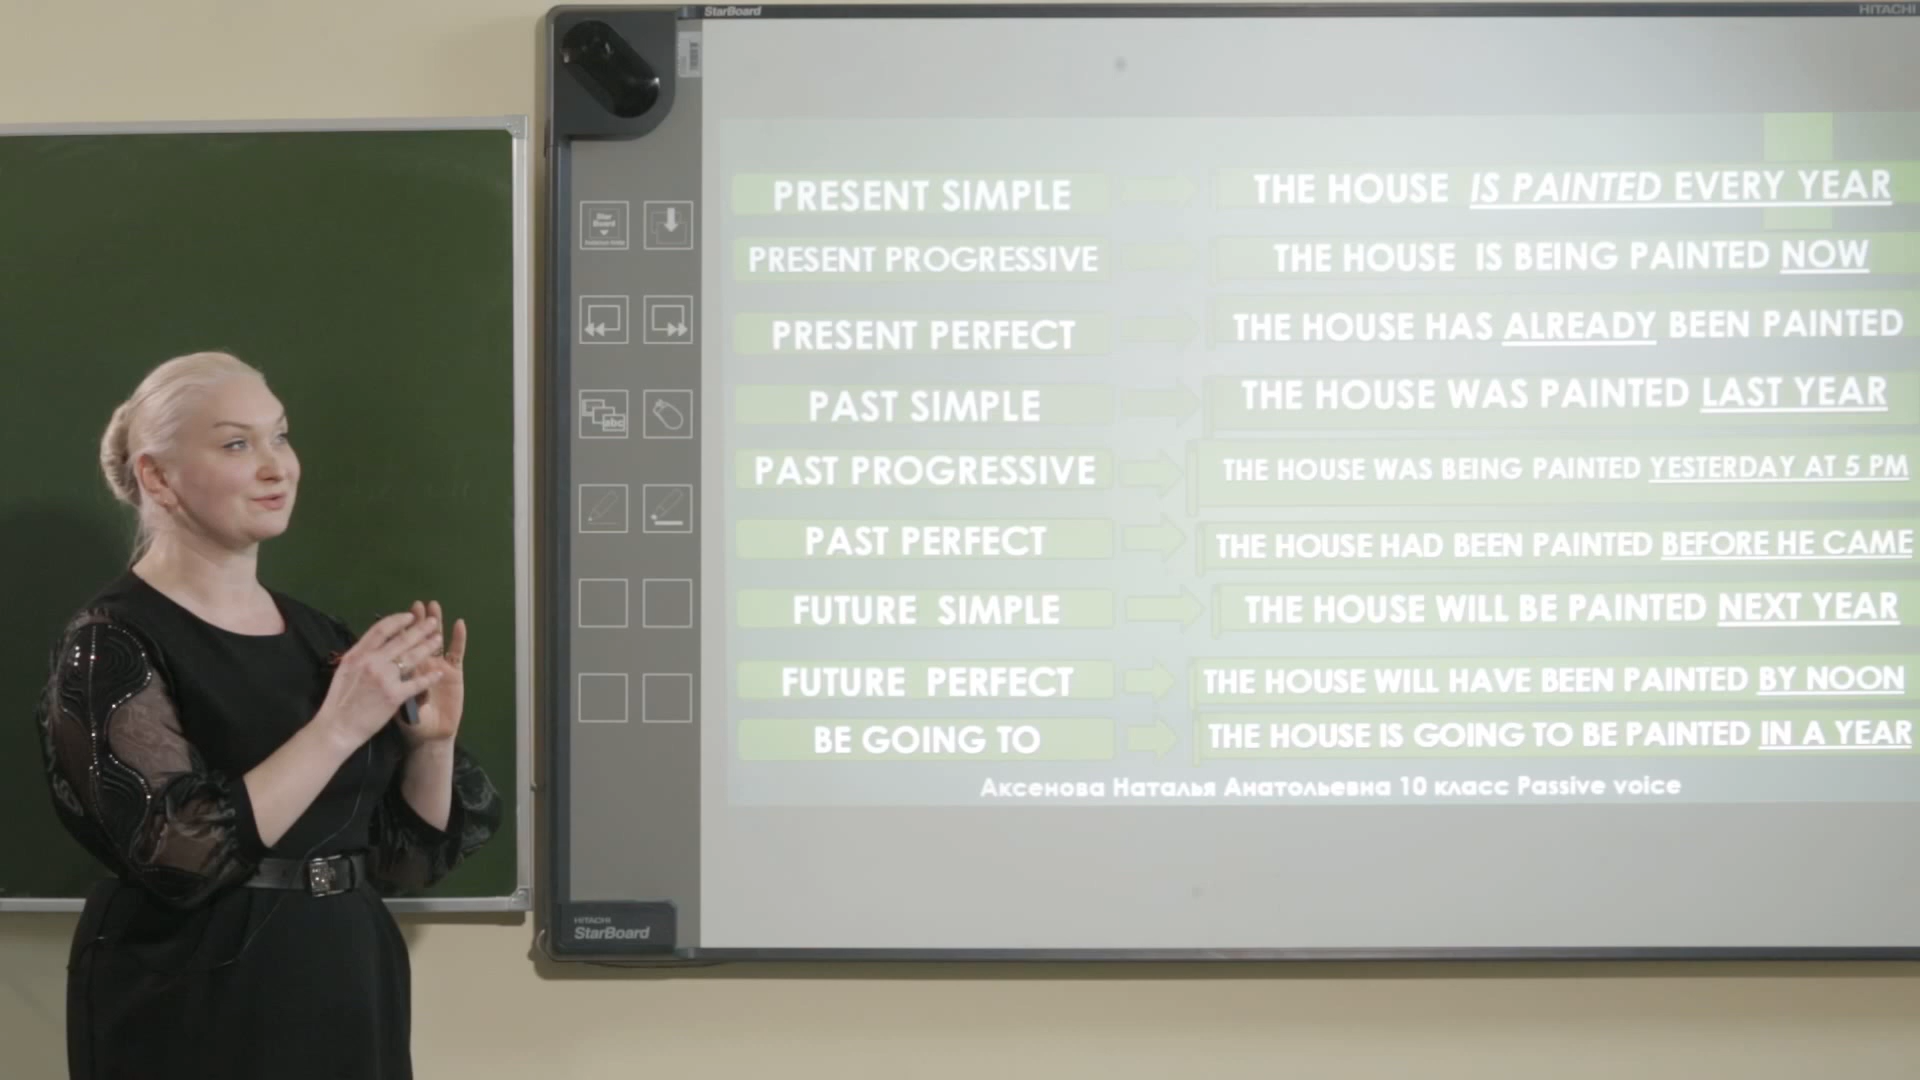 StarBoard
HITACHI
PRESENT SIMPLE THE HOUSE IS PAINTED EVERY YEAR
PRESENT PROGRESSIVE THE HOUSE IS BEING PAINTED NOW
PRESENT PERFECT THE HOUSE HAS ALREADY BEEN PAINTED
PAST SIMPLE THE HOUSE WAS PAINTED LAST YEAR
PAST PROGRESSIVE THE HOUSE WAS BEING PAINTED YESTERDAY AT 5 PM
PAST PERFECT THE HOUSE HAD BEEN PAINTED BEFORE HE CAME
FUTURE SIMPLE THE HOUSE WILL BE PAINTED NEXT YEAR
FUTURE PERFECT THE HOUSE WILL HAVE BEEN PAINTED BY NOON
BE GOING TO THE HOUSE IS GOING TO BE PAINTED IN A YEAR
Аксенова Наталья Анатольевна 10 класс Passive voice
Star
Board
abc
HITACHI
StarBoard